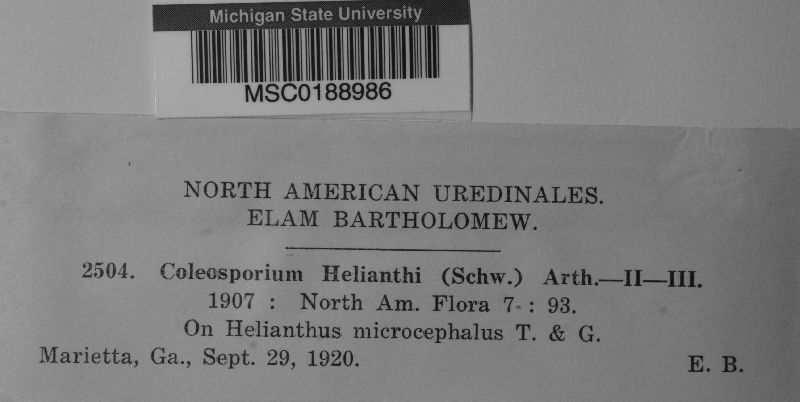 Michigan State University
MSC0188986
NORTH AMERICAN UREDINALES.
ELAM BARTHOLOMEW.
2504. Coleosporium Helianthi (Schw.) Arth.—II—III.
1907 : North Am. Flora 7 : 93.
On Helianthus microcephalus T. & G.
Marietta, Ga., Sept. 29, 1920. E. B.